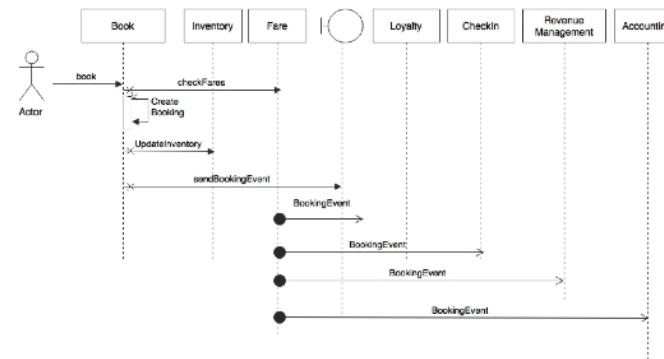 Book
Inventory
Fare
Loyalty
CheckIn
Revenue
Management
Accountin
book
checkFares
Actor
Create
Booking
UpdateInventory
sendBookingEvent
BookingEvent
BookingEvent
BookingEvent
BookingEvent